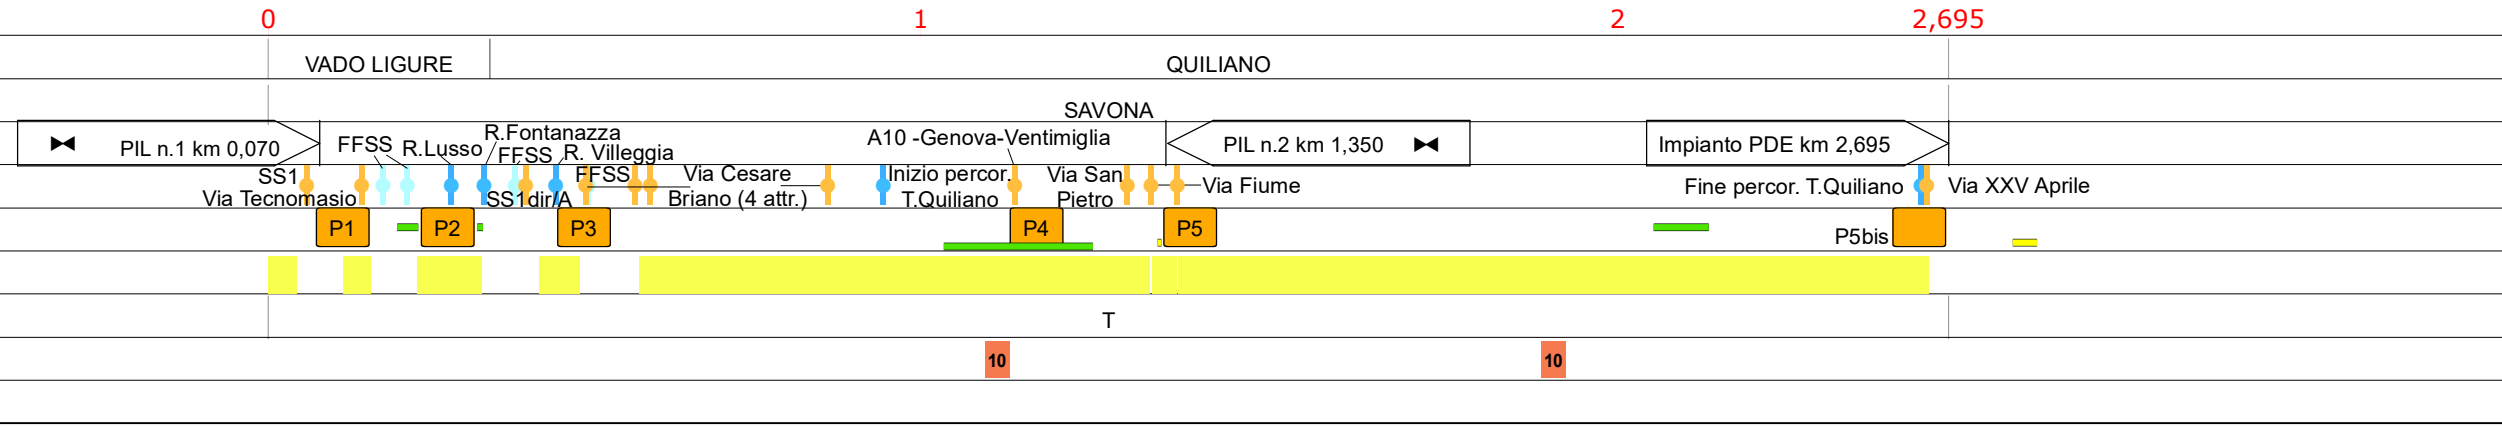 0
1
2
2,695
VADO LIGURE
QUILIANO
SAVONA
PIL n.1 km 0,070
PIL n.2 km 1,350
Impianto PDE km 2,695
FFSS
R.Lusso
R.Fontanazza
FFSS
R. Villeggia
A10 -Genova-Ventimiglia
SS1
Via Tecnomasio
SS1dir/A
FFSS
Via Cesare
Briano (4 attr.)
Inizio percor.
T.Quiliano
Via San
Pietro
Via Fiume
Fine percor. T.Quiliano
Via XXV Aprile
P1
P2
P3
P4
P5
P5bis
T
10
10